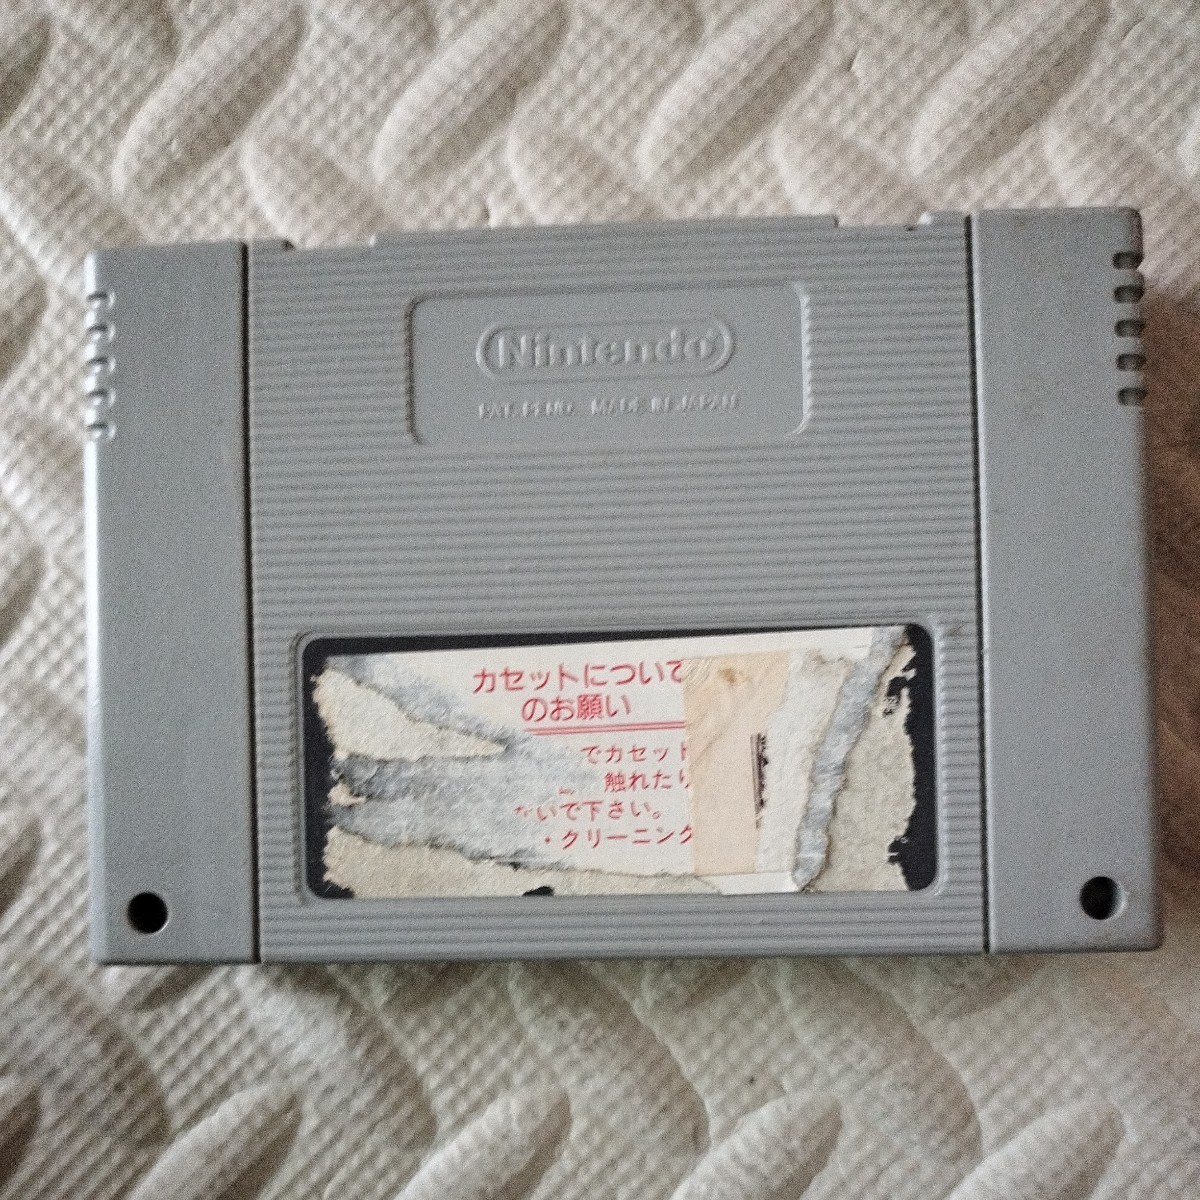 Nintendo
PAT. PEND. MADE IN JAPAN
カセットについて
のお願い
でカセット
触れたり
いで下さい。
・クリーニング